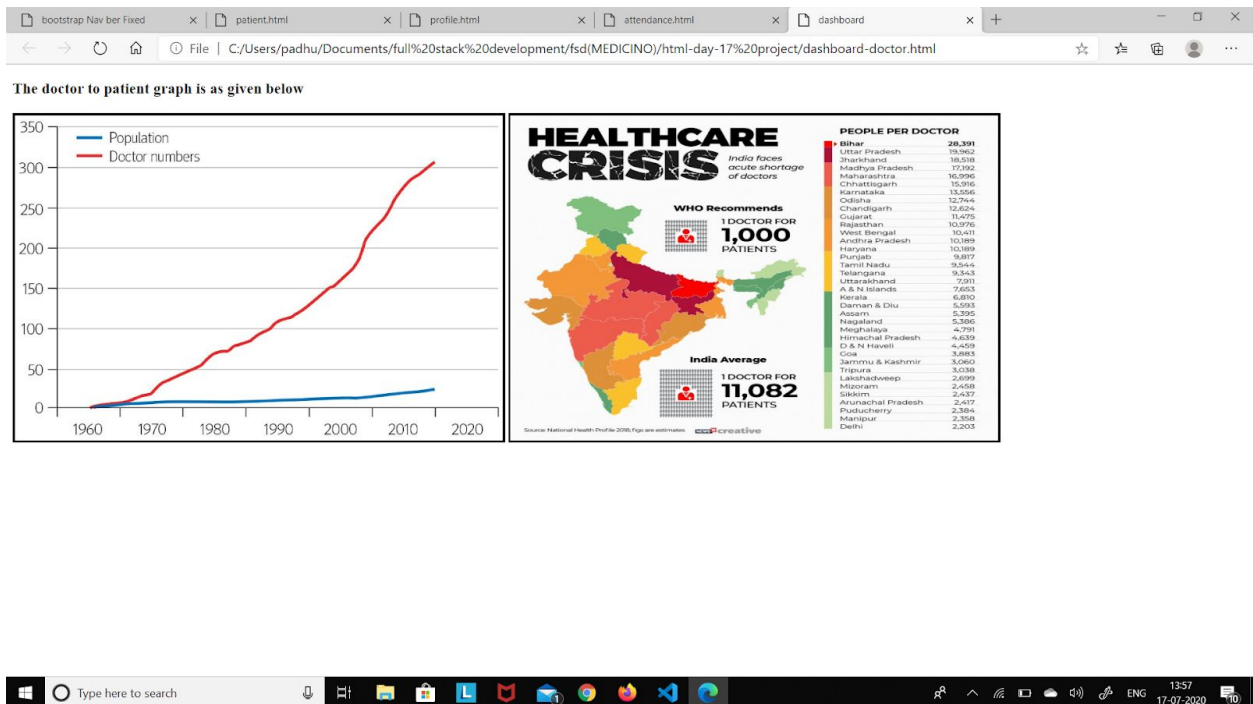 bootstrap Nav ber Fixed
patient.html
profile.html
attendance.html
dashboard
File | C:/Users/padhu/Documents/full%20stack%20development/fsd(MEDICINO)/html-day-17%20project/dashboard-doctor.html
The doctor to patient graph is as given below
350
300
250
200
150
100
50
0
Population
Doctor numbers
1960 1970 1980 1990 2000 2010 2020
HEALTHCARE
CRISIS
India faces
acute shortage
of doctors
WHO Recommends
1 DOCTOR FOR
1,000
PATIENTS
India Average
1 DOCTOR FOR
11,082
PATIENTS
Source: National Health Profile 2018; Figs are estimates
creative
PEOPLE PER DOCTOR
Bihar 28,391
Uttar Pradesh 19,962
Jharkhand 18,518
Madhya Pradesh 17,192
Maharashtra 16,996
Chhattisgarh 15,916
Karnataka 13,556
Odisha 12,744
Chandigarh 12,624
Gujarat 11,475
Rajasthan 10,976
West Bengal 10,411
Andhra Pradesh 10,189
Haryana 10,189
Punjab 9,817
Tamil Nadu 9,544
Telangana 9,343
Uttarakhand 7,911
A & N Islands 7,653
Kerala 6,810
Daman & Diu 5,593
Assam 5,395
Nagaland 5,386
Meghalaya 4,791
Himachal Pradesh 4,639
D & N Haveli 4,459
Goa 3,883
Jammu & Kashmir 3,060
Tripura 3,038
Lakshadweep 2,699
Mizoram 2,458
Sikkim 2,437
Arunachal Pradesh 2,417
Puducherry 2,384
Manipur 2,358
Delhi 2,203
Type here to search
L
1
ENG
13:57
17-07-2020
10